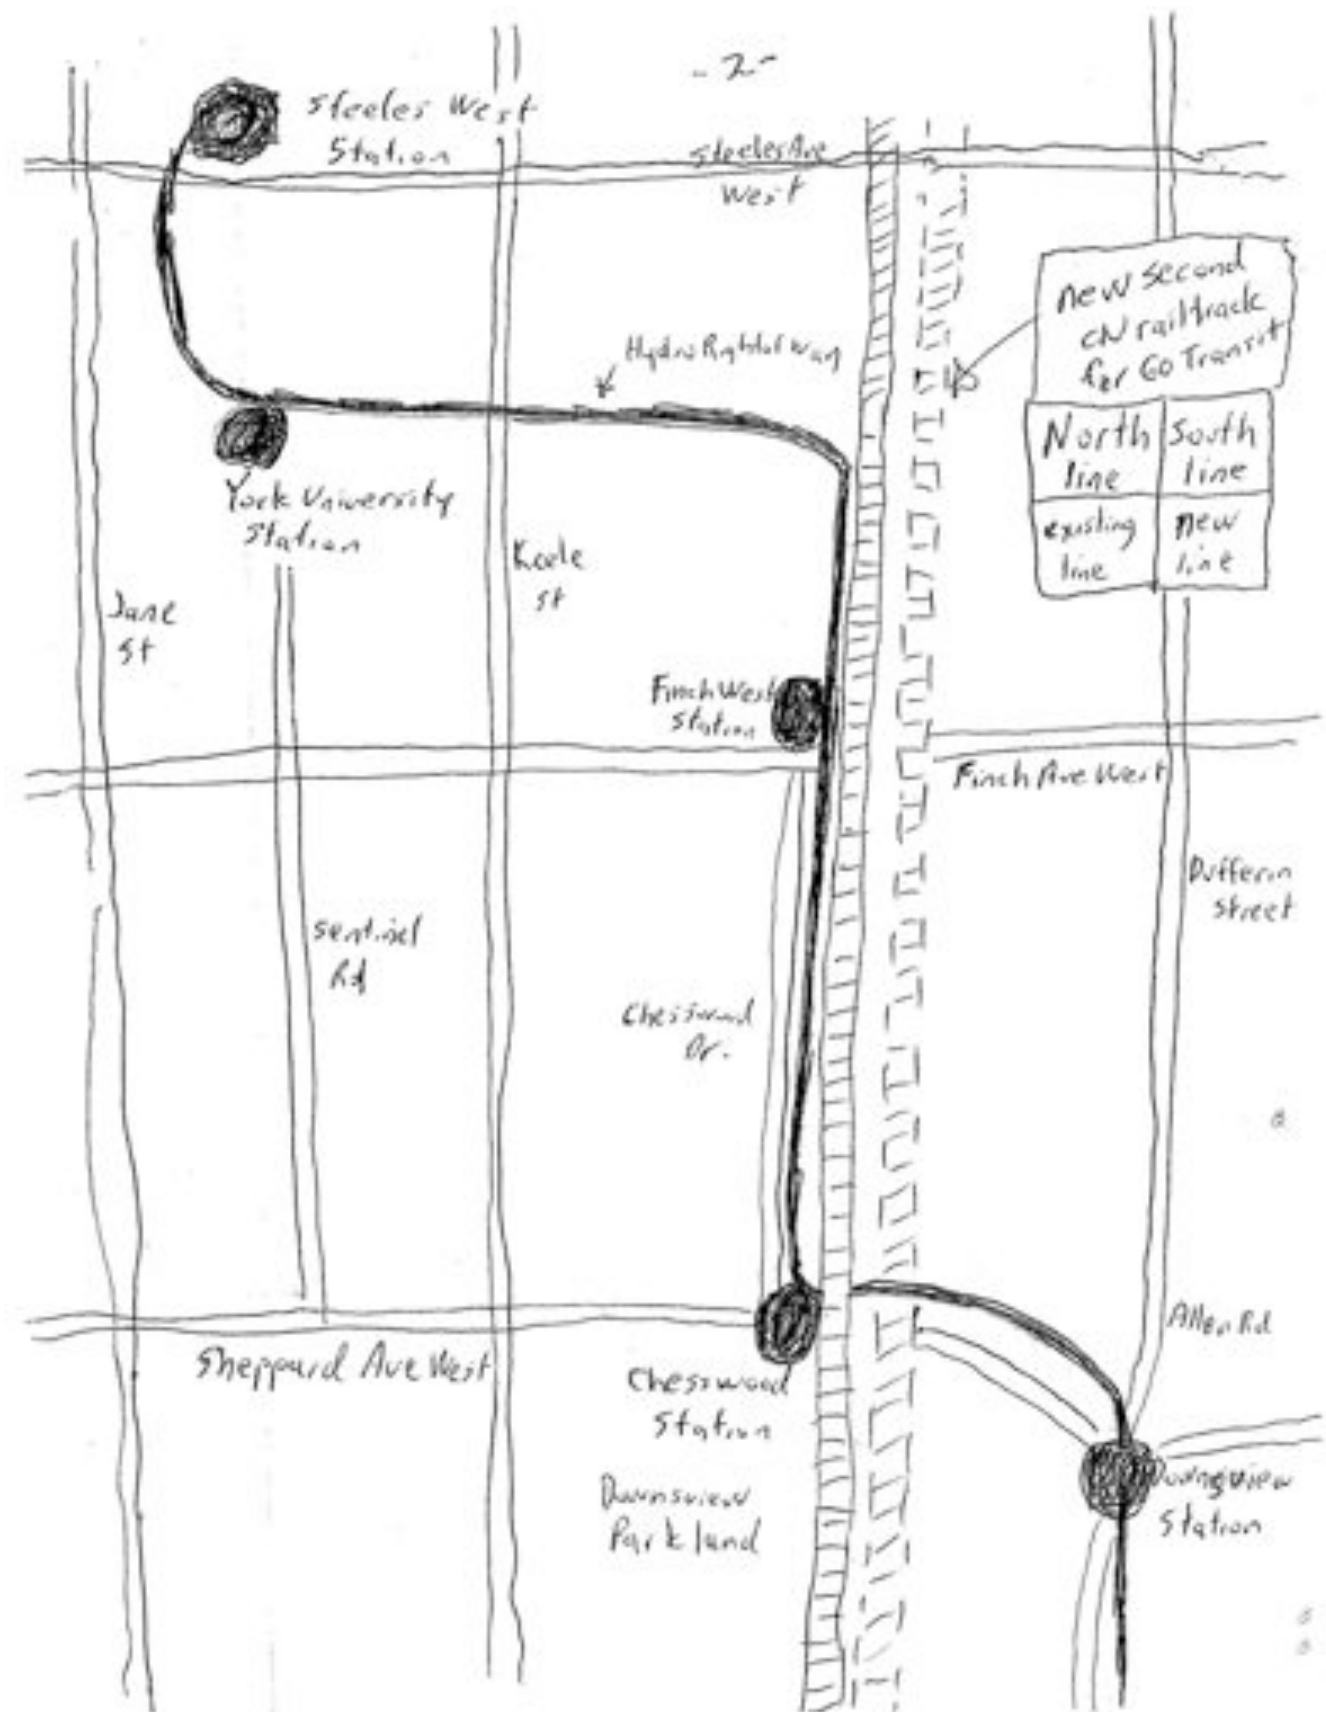 - 2 -
Steeles West
Station
Steeles Ave
West
new second
CN railtrack
for GO Transit
Hydro Right of Way
North
line
South
line
existing
line
new
line
York University
Station
Keele
St
Jane
St
Finch West
Station
Finch Ave West
Dufferin
Street
Sentinel
Rd
Chesswood
Dr.
Allen Rd
Sheppard Ave West
Chesswood
Station
Downsview
Station
Downsview
Parkland